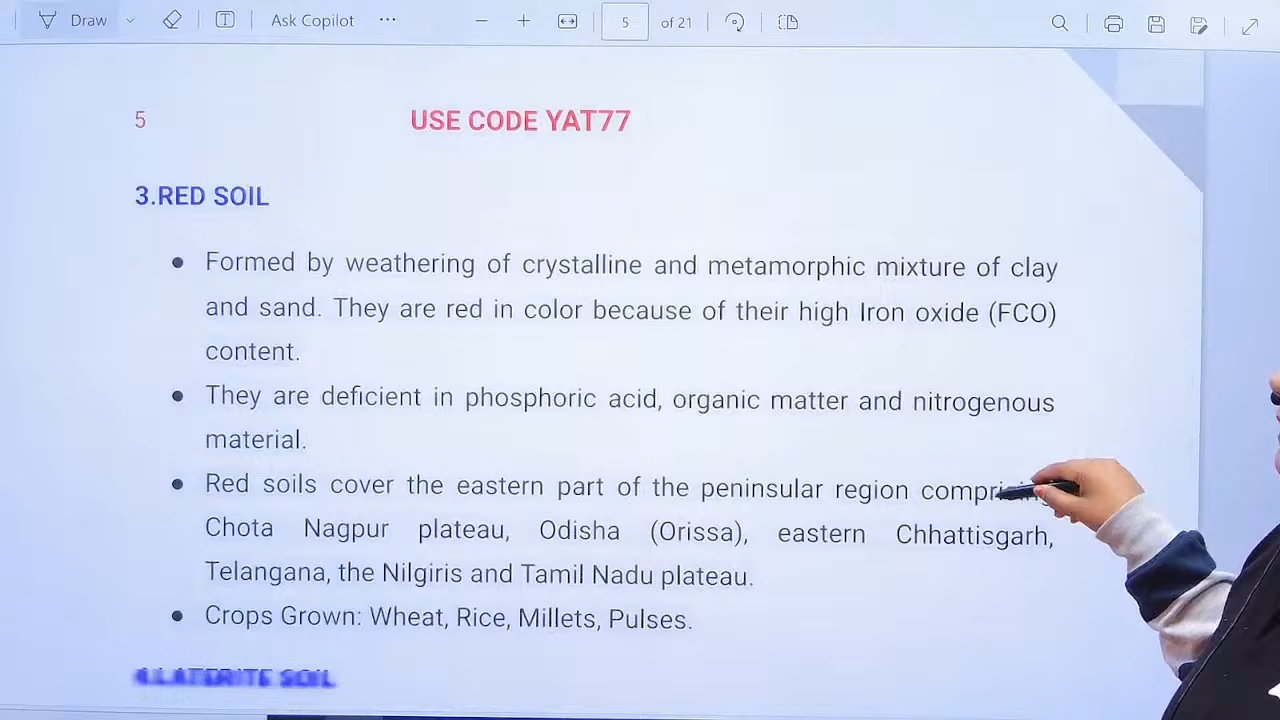 Draw
Ask Copilot
5 of 21
5
USE CODE YAT77
3.RED SOIL
Formed by weathering of crystalline and metamorphic mixture of clay
and sand. They are red in color because of their high Iron oxide (FCO)
content.
They are deficient in phosphoric acid, organic matter and nitrogenous
material.
Red soils cover the eastern part of the peninsular region comprising
Chota Nagpur plateau, Odisha (Orissa), eastern Chhattisgarh,
Telangana, the Nilgiris and Tamil Nadu plateau.
Crops Grown: Wheat, Rice, Millets, Pulses.
4.LATERITE SOIL